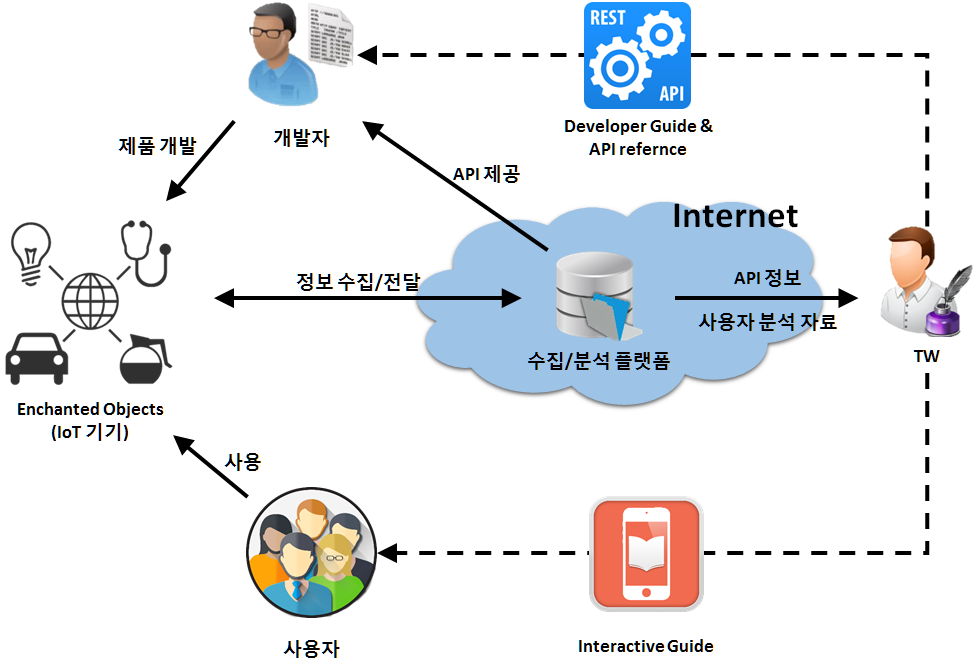 REST
API
개발자
Developer Guide &
API refernce
제품 개발
API 제공
Internet
정보 수집/전달
API 정보
사용자 분석 자료
수집/분석 플랫폼
TW
Enchanted Objects
(IoT 기기)
사용
사용자
Interactive Guide